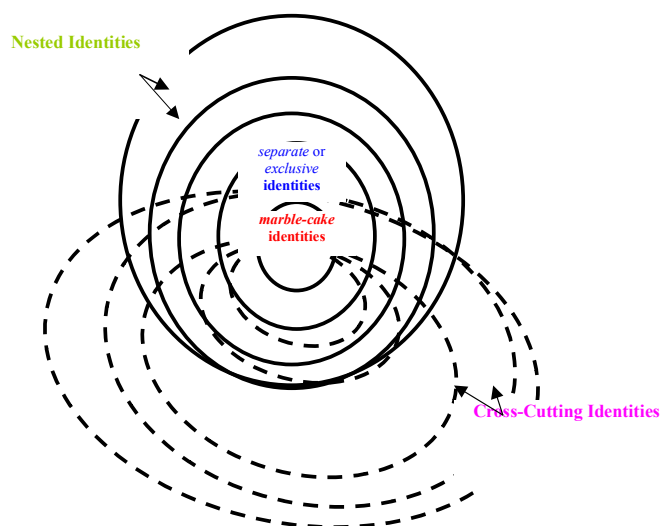 Nested Identities
separate or
exclusive
identities
marble-cake
identities
Cross-Cutting Identities